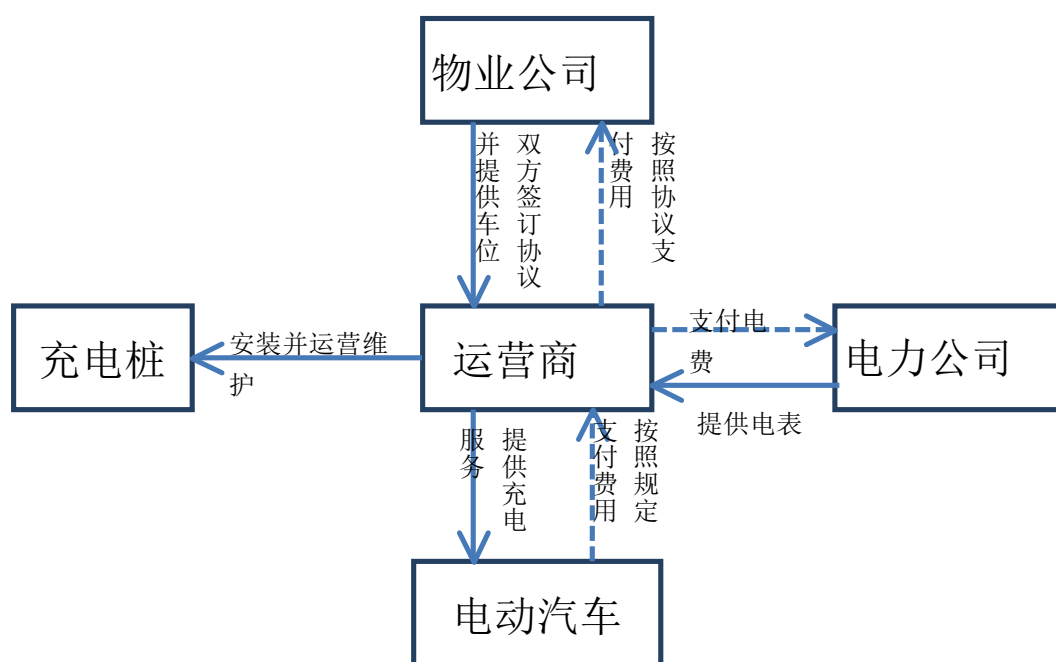 物业公司
双方签订协议
并提供车位
按照协议支
付费用
充电桩
安装并运营维
护
运营商
支付电
费
提供电表
电力公司
提供充电
服务
按照规定
支付费用
电动汽车